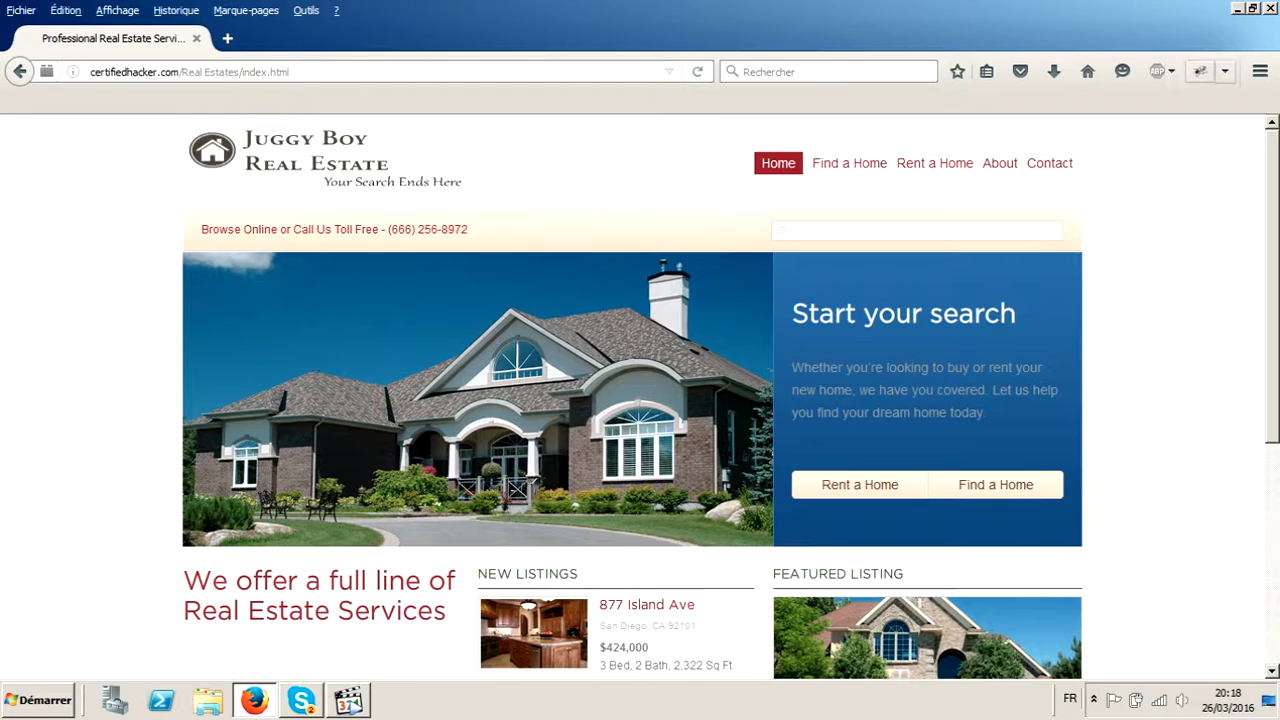 Fichier Édition Affichage Historique Marque-pages Outils ?
Professional Real Estate Servi... × +
certifiedhacker.com/Real Estates/index.html
Rechercher
ABP
Juggy Boy
Real Estate
Your Search Ends Here
Home Find a Home Rent a Home About Contact
Browse Online or Call Us Toll Free - (666) 256-8972
Start your search
Whether you're looking to buy or rent your
new home, we have you covered. Let us help
you find your dream home today.
Rent a Home Find a Home
We offer a full line of
Real Estate Services
NEW LISTINGS
877 Island Ave
San Diego, CA 92101
$424,000
3 Bed, 2 Bath, 2,322 Sq Ft
FEATURED LISTING
Démarrer
2
37
FR
20:18
26/03/2016